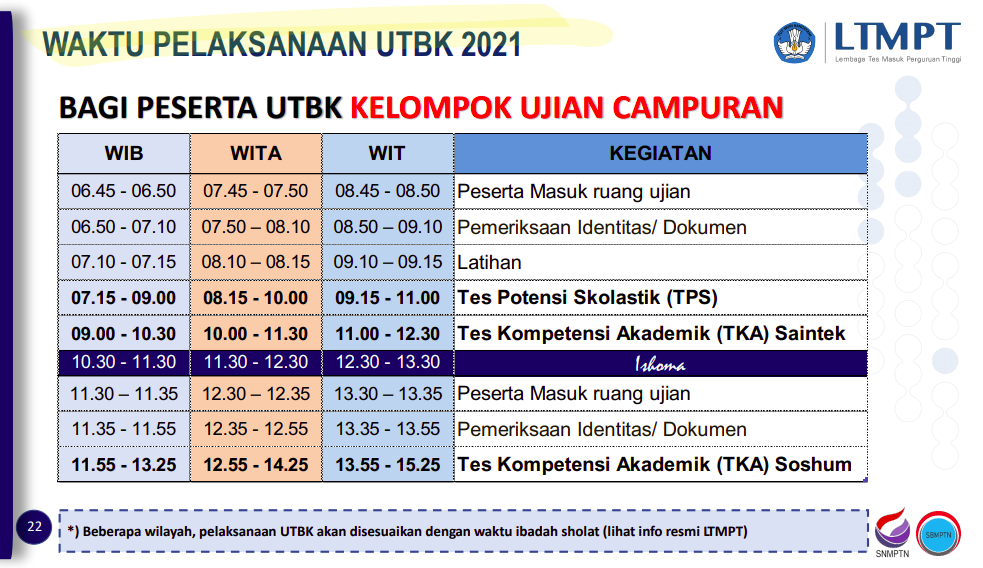 WAKTU PELAKSANAAN UTBK 2021
LTMPT
Lembaga Tes Masuk Perguruan Tinggi
BAGI PESERTA UTBK KELOMPOK UJIAN CAMPURAN
WIB WITA WIT KEGIATAN
06.45 - 06.50 07.45 - 07.50 08.45 - 08.50 Peserta Masuk ruang ujian
06.50 - 07.10 07.50 – 08.10 08.50 – 09.10 Pemeriksaan Identitas/ Dokumen
07.10 - 07.15 08.10 – 08.15 09.10 – 09.15 Latihan
07.15 - 09.00 08.15 - 10.00 09.15 - 11.00 Tes Potensi Skolastik (TPS)
09.00 - 10.30 10.00 - 11.30 11.00 - 12.30 Tes Kompetensi Akademik (TKA) Saintek
10.30 - 11.30 11.30 - 12.30 12.30 - 13.30 Ishoma
11.30 – 11.35 12.30 – 12.35 13.30 – 13.35 Peserta Masuk ruang ujian
11.35 - 11.55 12.35 - 12.55 13.35 - 13.55 Pemeriksaan Identitas/ Dokumen
11.55 - 13.25 12.55 - 14.25 13.55 - 15.25 Tes Kompetensi Akademik (TKA) Soshum
22
*) Beberapa wilayah, pelaksanaan UTBK akan disesuaikan dengan waktu ibadah sholat (lihat info resmi LTMPT)
SNMPTN
SBMPTN